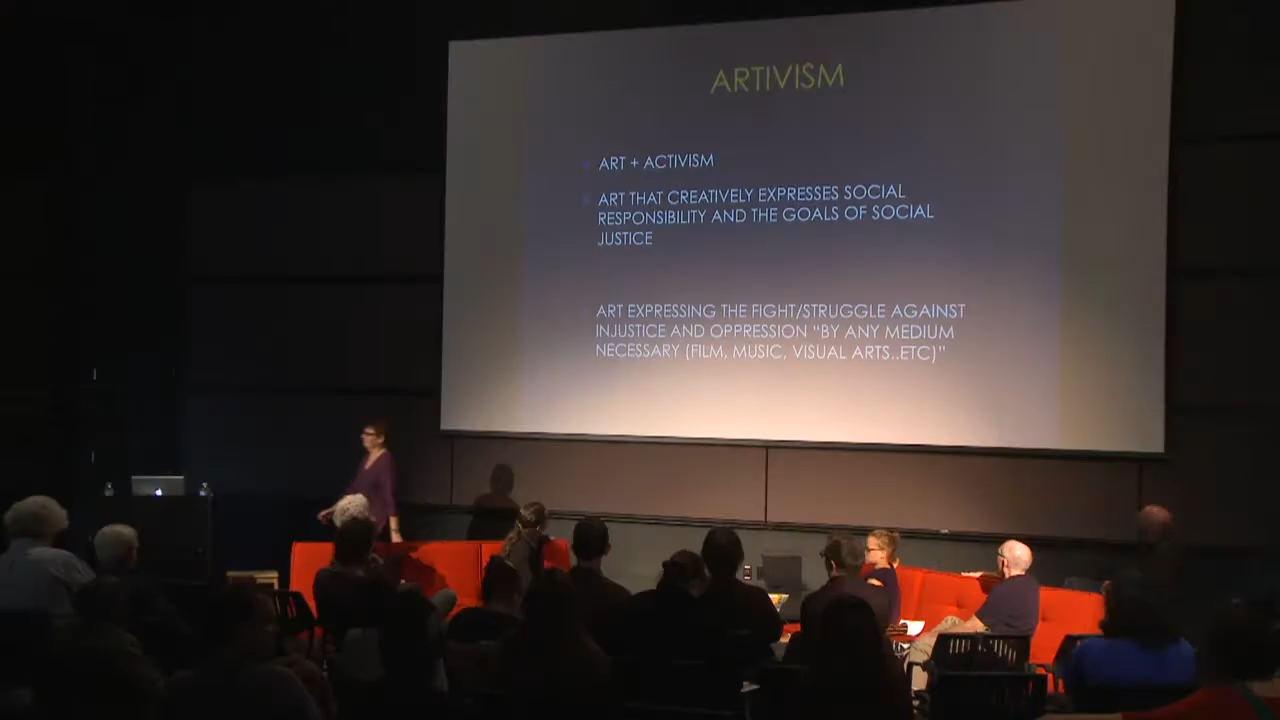 ARTIVISM
ART + ACTIVISM
ART THAT CREATIVELY EXPRESSES SOCIAL
RESPONSIBILITY AND THE GOALS OF SOCIAL
JUSTICE
ART EXPRESSING THE FIGHT/STRUGGLE AGAINST
INJUSTICE AND OPPRESSION "BY ANY MEDIUM
NECESSARY (FILM, MUSIC, VISUAL ARTS..ETC)"